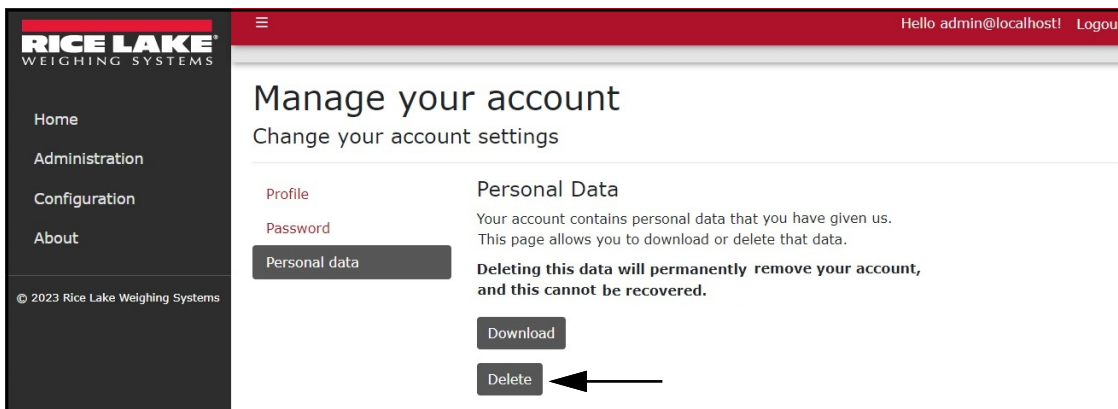 RICE LAKE®
WEIGHING SYSTEMS
Home
Administration
Configuration
About
© 2023 Rice Lake Weighing Systems
Hello admin@localhost! Logou
Manage your account
Change your account settings
Profile
Password
Personal data
Personal Data
Your account contains personal data that you have given us.
This page allows you to download or delete that data.
Deleting this data will permanently remove your account,
and this cannot be recovered.
Download
Delete